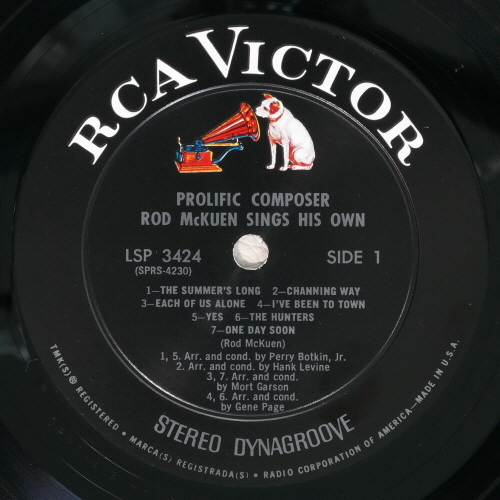 RCA VICTOR
PROLIFIC COMPOSER
ROD McKUEN SINGS HIS OWN
LSP 3424
(SPRS-4230)
SIDE 1
1—THE SUMMER'S LONG 2—CHANNING WAY
3—EACH OF US ALONE 4—I'VE BEEN TO TOWN
5—YES 6—THE HUNTERS
7—ONE DAY SOON
(Rod McKuen)
1, 5. Arr. and cond. by Perry Botkin, Jr.
2. Arr. and cond. by Hank Levine
3, 7. Arr. and cond.
by Mort Garson
4, 6. Arr. and cond.
by Gene Page
STEREO DYNAGROOVE
TMK(S) ® REGISTERED • MARCA(S) REGISTRADA(S) • RADIO CORPORATION OF AMERICA—MADE IN U.S.A.